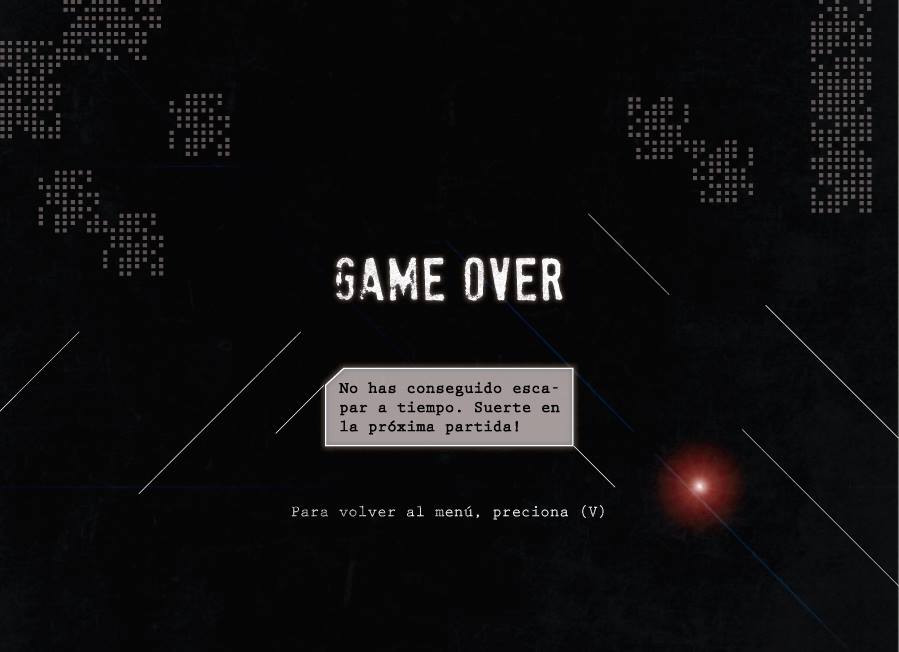 GAME OVER
No has conseguido esca-
par a tiempo. Suerte en
la próxima partida!
Para volver al menú, preciona (V)